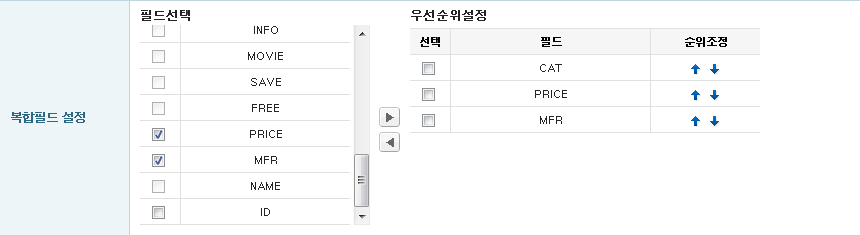 복합필드 설정
필드선택
INFO
MOVIE
SAVE
FREE
PRICE
MFR
NAME
ID
우선순위설정
선택 필드 순위조정
CAT
PRICE
MFR